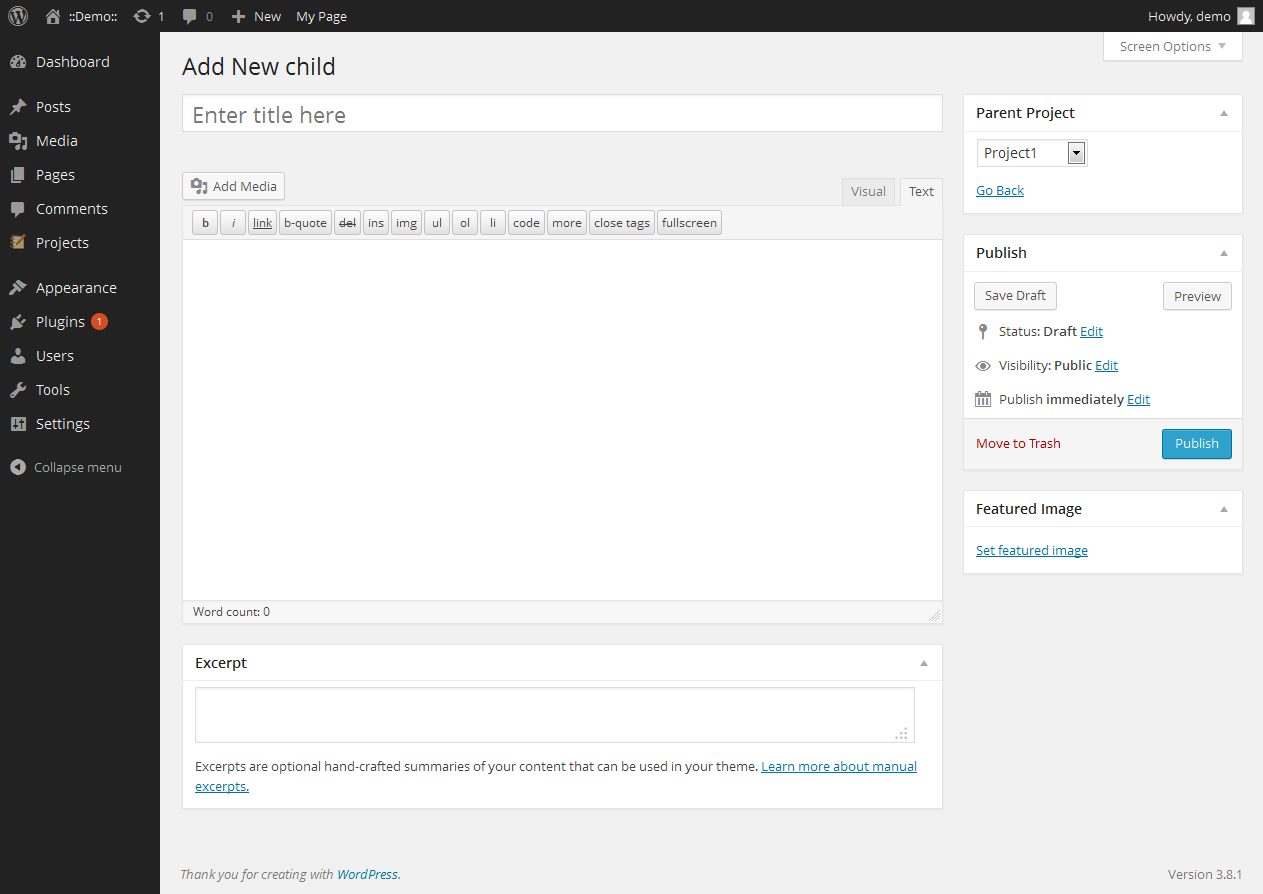 ::Demo:: 1 0 New My Page Howdy, demo
Screen Options
Dashboard
Posts
Media
Pages
Comments
Projects
Appearance
Plugins 1
Users
Tools
Settings
Collapse menu
Add New child
Enter title here
Add Media
Visual Text
b i link b-quote del ins img ul ol li code more close tags fullscreen
Word count: 0
Excerpt
Excerpts are optional hand-crafted summaries of your content that can be used in your theme. Learn more about manual
excerpts.
Parent Project
Project1
Go Back
Publish
Save Draft Preview
Status: Draft Edit
Visibility: Public Edit
Publish immediately Edit
Move to Trash Publish
Featured Image
Set featured image
Thank you for creating with WordPress. Version 3.8.1